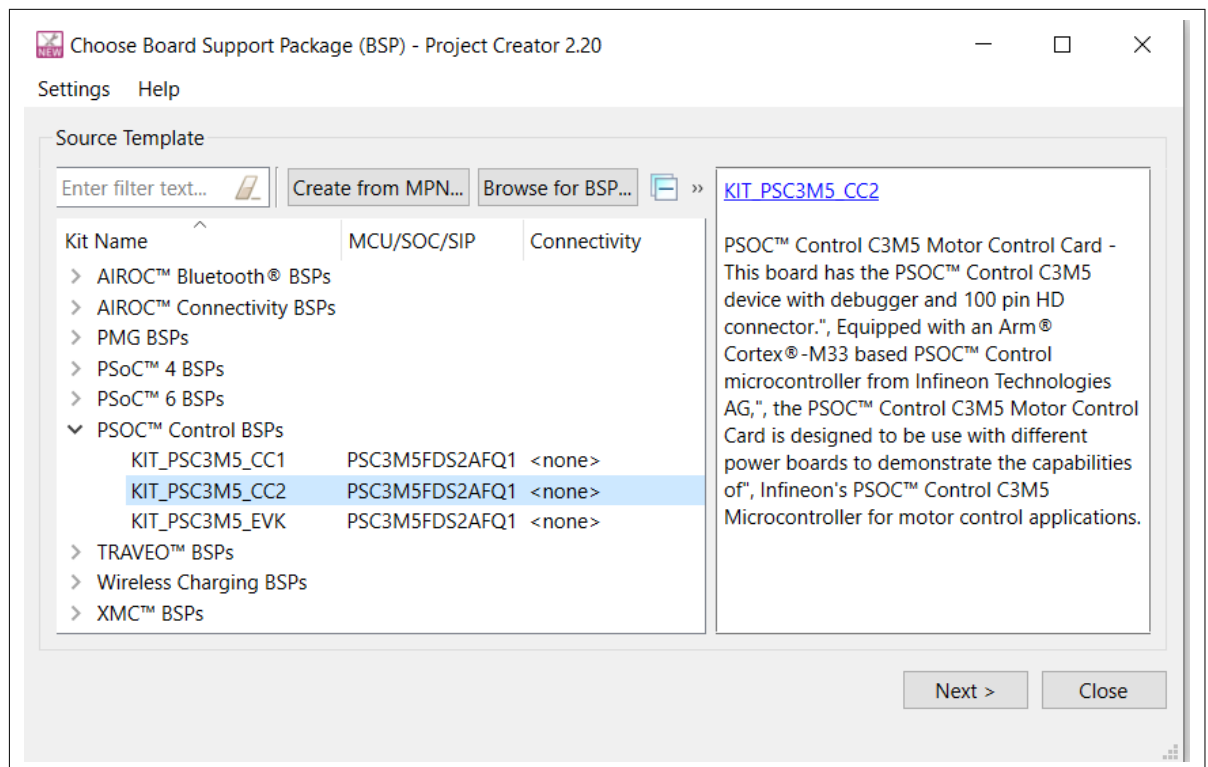 Choose Board Support Package (BSP) - Project Creator 2.20
Settings Help
Source Template
Enter filter text... Create from MPN... Browse for BSP... »
Kit Name MCU/SOC/SIP Connectivity
AIROC™ Bluetooth® BSPs
AIROC™ Connectivity BSPs
PMG BSPs
PSoC™ 4 BSPs
PSoC™ 6 BSPs
PSOC™ Control BSPs
KIT_PSC3M5_CC1 PSC3M5FDS2AFQ1 <none>
KIT_PSC3M5_CC2 PSC3M5FDS2AFQ1 <none>
KIT_PSC3M5_EVK PSC3M5FDS2AFQ1 <none>
TRAVEO™ BSPs
Wireless Charging BSPs
XMC™ BSPs
KIT_PSC3M5_CC2
PSOC™ Control C3M5 Motor Control Card -
This board has the PSOC™ Control C3M5
device with debugger and 100 pin HD
connector.", Equipped with an Arm®
Cortex®-M33 based PSOC™ Control
microcontroller from Infineon Technologies
AG,", the PSOC™ Control C3M5 Motor Control
Card is designed to be use with different
power boards to demonstrate the capabilities
of", Infineon's PSOC™ Control C3M5
Microcontroller for motor control applications.
Next > Close
NEW